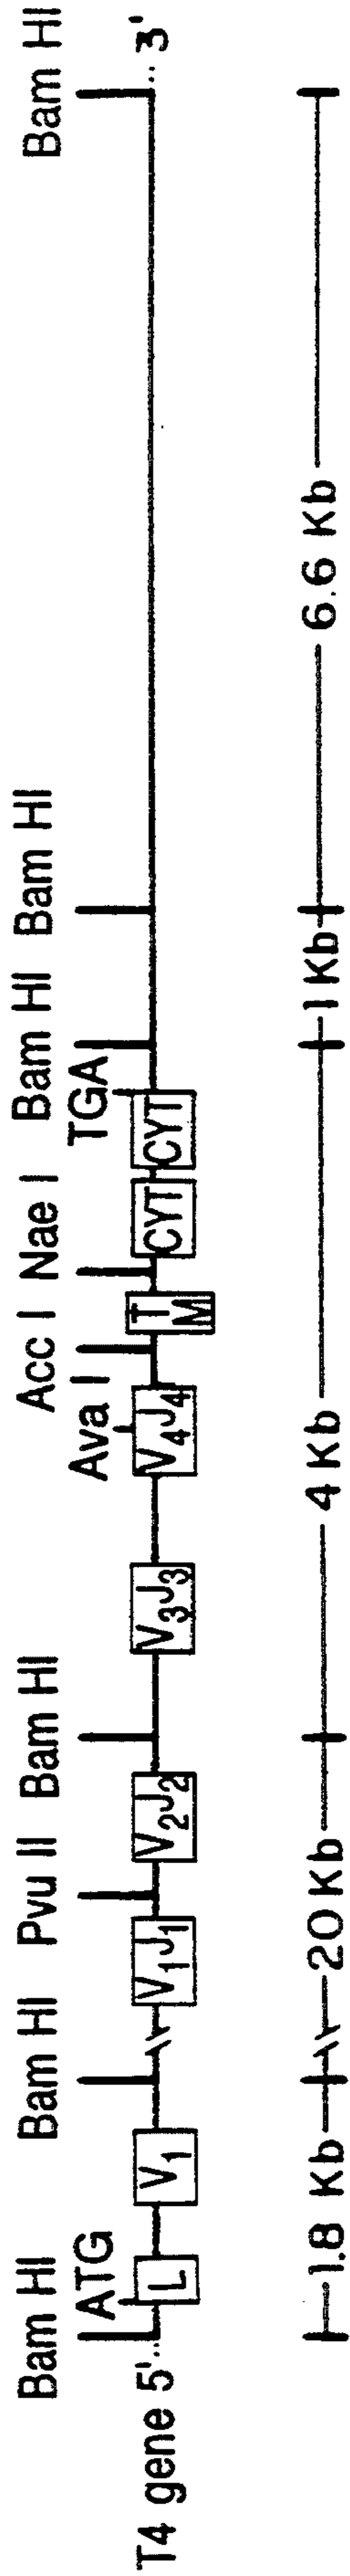 Bam HI Bam HI Pvu II Bam HI Acc I Nae I Bam HI Bam HI Bam HI
ATG Ava I TGA
T4 gene 5'... L V1 V1J1 V2J2 V3J3 V4J4 TM CYT CYT ...3'
1.8 Kb 20 Kb 4 Kb 1 Kb 6.6 Kb